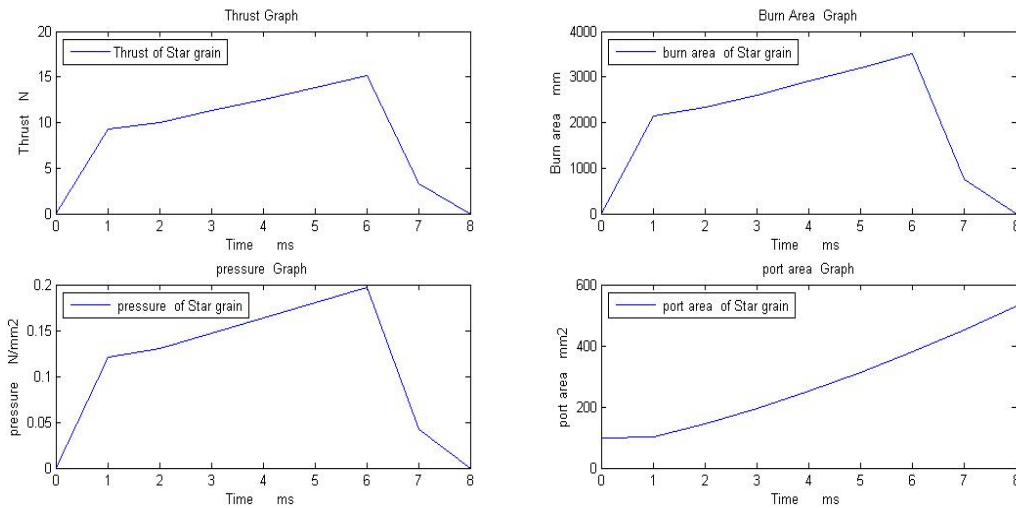 Thrust Graph
20
15
10
5
0
Thrust N
Thrust of Star grain
0 1 2 3 4 5 6 7 8
Time ms
Burn Area Graph
4000
3000
2000
1000
0
Burn area mm
burn area of Star grain
0 1 2 3 4 5 6 7 8
Time ms
pressure Graph
0.2
0.15
0.1
0.05
0
pressure N/mm2
pressure of Star grain
0 1 2 3 4 5 6 7 8
Time ms
port area Graph
600
400
200
0
port area mm2
port area of Star grain
0 1 2 3 4 5 6 7 8
Time ms